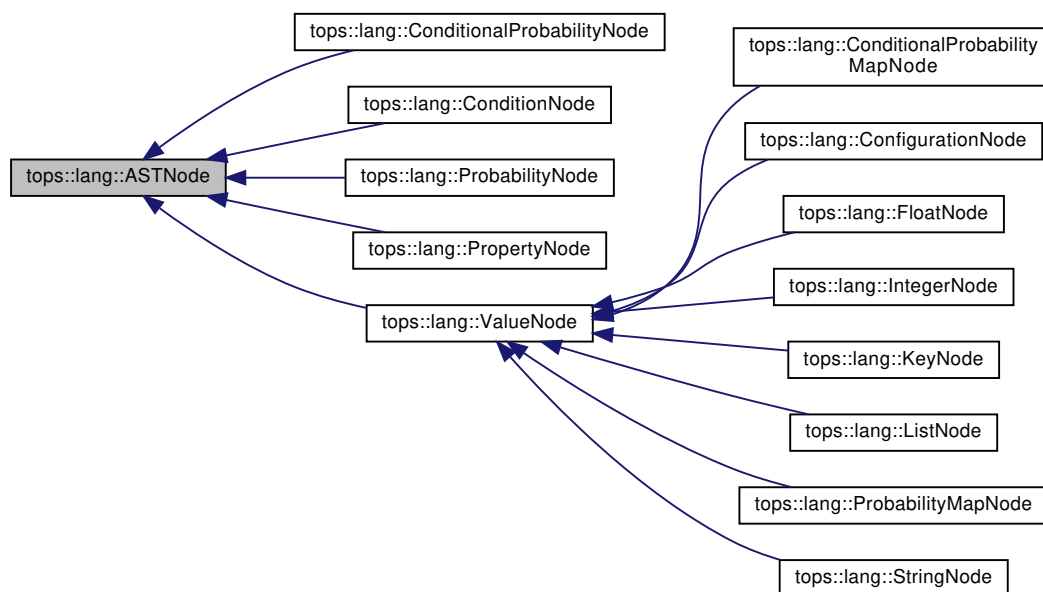 tops::lang::ASTNode
tops::lang::ConditionalProbabilityNode
tops::lang::ConditionNode
tops::lang::ProbabilityNode
tops::lang::PropertyNode
tops::lang::ValueNode
tops::lang::ConditionalProbability
MapNode
tops::lang::ConfigurationNode
tops::lang::FloatNode
tops::lang::IntegerNode
tops::lang::KeyNode
tops::lang::ListNode
tops::lang::ProbabilityMapNode
tops::lang::StringNode